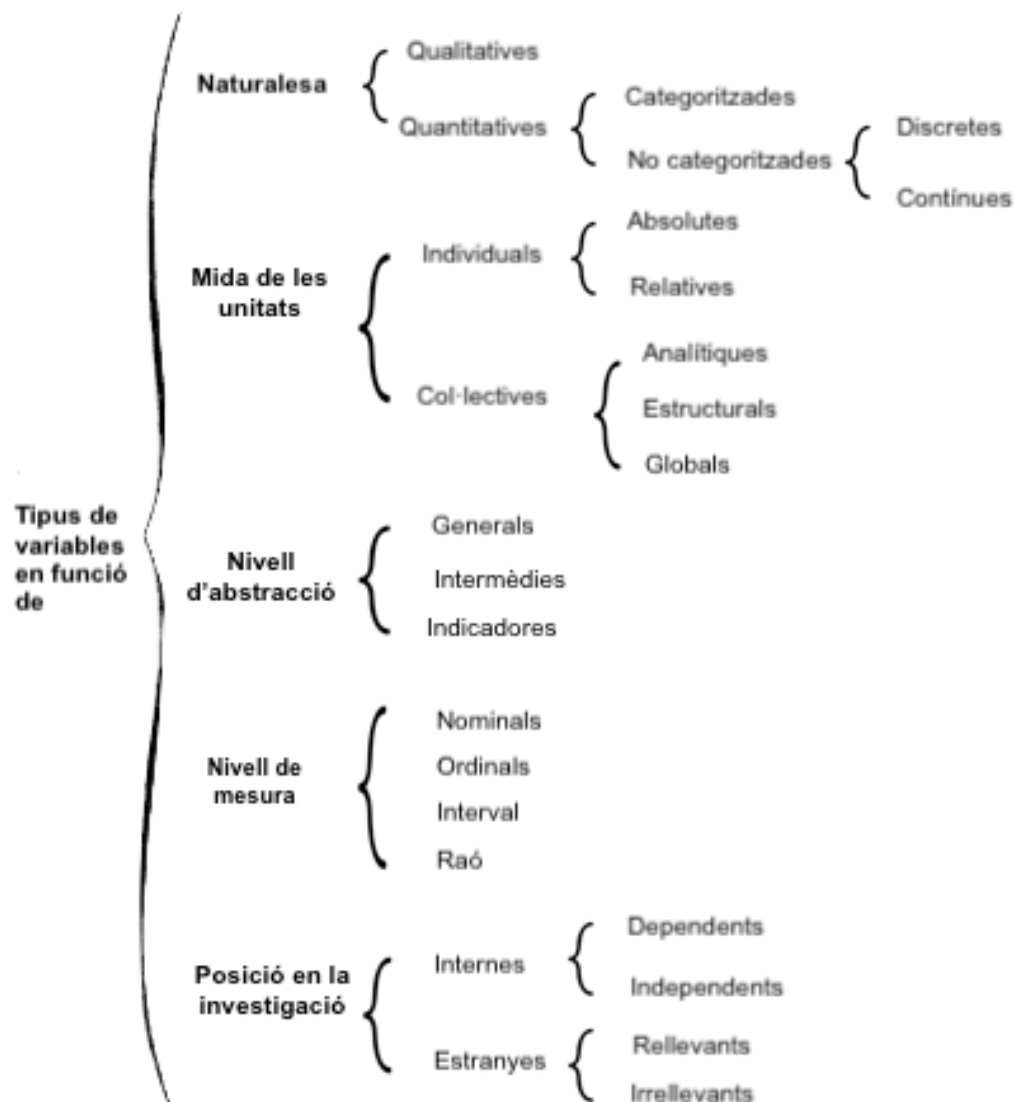 Tipus de
variables
en funció
de
Naturalesa
Qualitatives
Quantitatives
Categoritzades
No categoritzades
Discretes
Contínues
Mida de les
unitats
Individuals
Absolutes
Relatives
Col·lectives
Analítiques
Estructurals
Globals
Nivell
d'abstracció
Generals
Intermèdies
Indicadores
Nivell de
mesura
Nominals
Ordinals
Interval
Raó
Posició en la
investigació
Internes
Dependents
Independents
Estranyes
Rellevants
Irrellevants